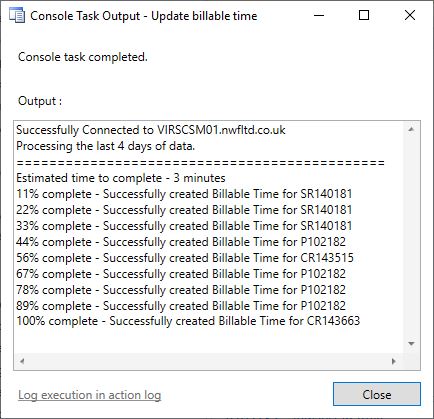 Console Task Output - Update billable time
Console task completed.
Output :
Successfully Connected to VIRSCSM01.nwfltd.co.uk
Processing the last 4 days of data.
============================================
Estimated time to complete - 3 minutes
11% complete - Successfully created Billable Time for SR140181
22% complete - Successfully created Billable Time for SR140181
33% complete - Successfully created Billable Time for SR140181
44% complete - Successfully created Billable Time for P102182
56% complete - Successfully created Billable Time for CR143515
67% complete - Successfully created Billable Time for P102182
78% complete - Successfully created Billable Time for P102182
89% complete - Successfully created Billable Time for P102182
100% complete - Successfully created Billable Time for CR143663
Log execution in action log
Close